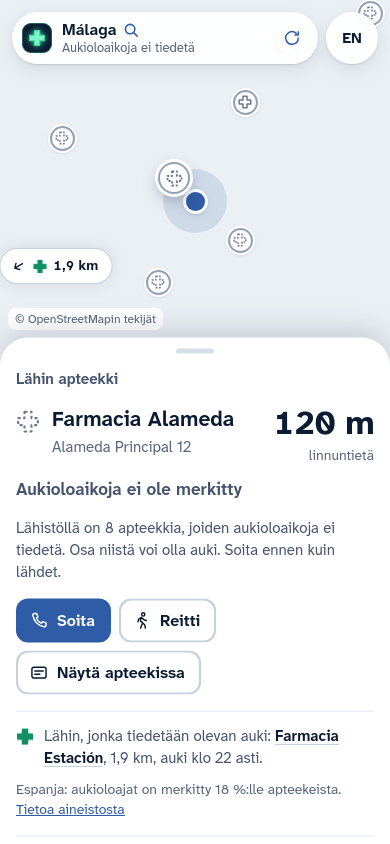 Málaga
Aukioloaikoja ei tiedetä
EN
1,9 km
© OpenStreetMapin tekijät
Lähin apteekki
Farmacia Alameda
120 m
Alameda Principal 12
linnuntietä
Aukioloaikoja ei ole merkitty
Lähistöllä on 8 apteekkia, joiden aukioloaikoja ei
tiedetä. Osa niistä voi olla auki. Soita ennen kuin
lähdet.
Soita
Reitti
Näytä apteekissa
Lähin, jonka tiedetään olevan auki: Farmacia
Estación, 1,9 km, auki klo 22 asti.
Espanja: aukioloajat on merkitty 18 %:lle apteekeista.
Tietoa aineistosta